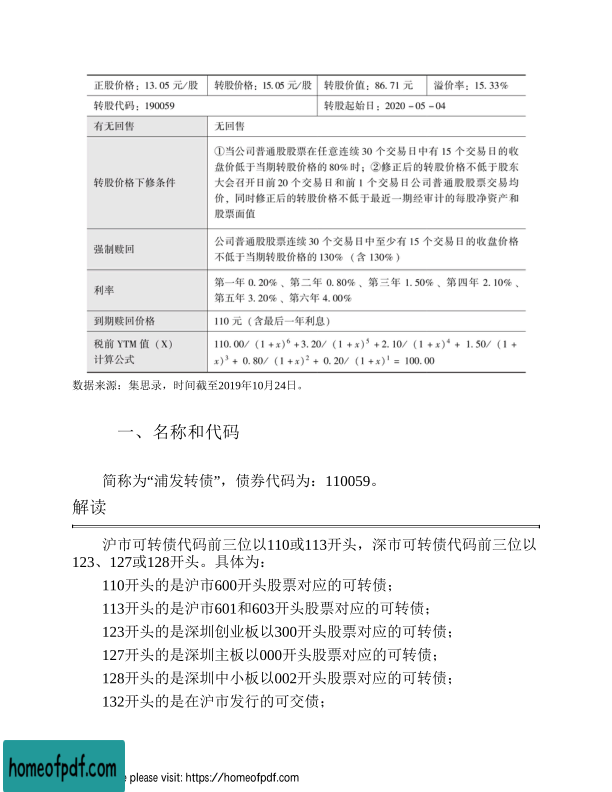 正股价格：13.05 元/股 转股价格：15.05 元/股 转股价值：86.71 元 溢价率：15.33%
转股代码：190059 转股起始日：2020-05-04
有无回售 无回售
转股价格下修条件
①当公司普通股股票在任意连续 30 个交易日中有 15 个交易日的收
盘价低于当期转股价格的 80% 时；②修正后的转股价格不低于股东
大会召开日前 20 个交易日和前 1 个交易日公司普通股股票交易均
价，同时修正后的转股价格不低于最近一期经审计的每股净资产和
股票面值
强制赎回
公司普通股股票连续 30 个交易日中至少有 15 个交易日的收盘价格
不低于当期转股价格的 130%（含 130%）
利率
第一年 0.20%、第二年 0.80%、第三年 1.50%、第四年 2.10%、
第五年 3.20%、第六年 4.00%
到期赎回价格 110 元（含最后一年利息）
税前 YTM 值（X）
计算公式
110.00/（1+x）⁶+3.20/（1+x）⁵+2.10/（1+x）⁴+ 1.50/（1+
x）³+ 0.80/（1+x）²+ 0.20/（1+x）¹= 100.00
数据来源：集思录，时间截至2019年10月24日。
一、名称和代码
简称为“浦发转债”，债券代码为：110059。
解读
沪市可转债代码前三位以110或113开头，深市可转债代码前三位以
123、127或128开头。具体为：
110开头的是沪市600开头股票对应的可转债；
113开头的是沪市601和603开头股票对应的可转债；
123开头的是深圳创业板以300开头股票对应的可转债；
127开头的是深圳主板以000开头股票对应的可转债；
128开头的是深圳中小板以002开头股票对应的可转债；
132开头的是在沪市发行的可交债；
homeofpdf.com
please visit: https://homeofpdf.com